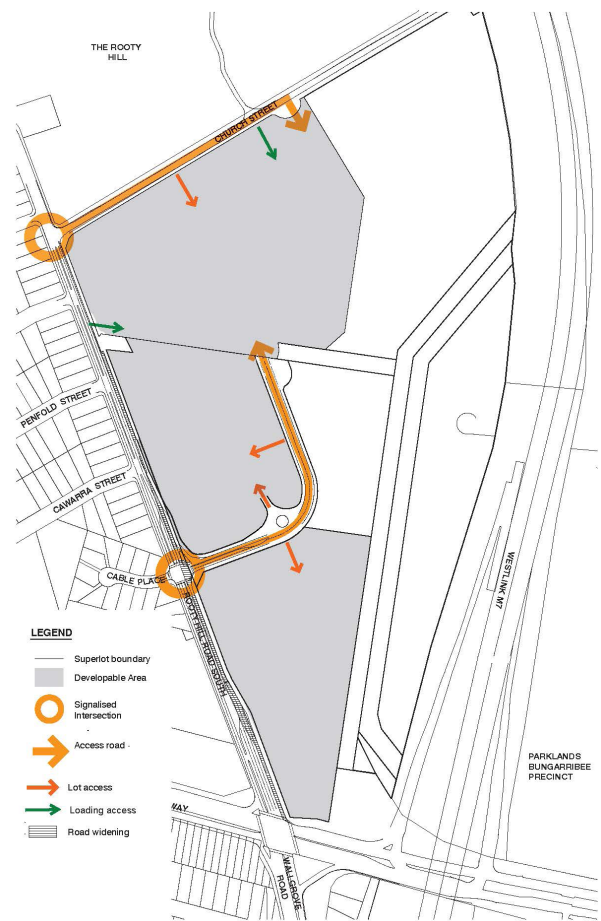 THE ROOTY
HILL
CHURCH STREET
PENFOLD STREET
CAWARRA STREET
CABLE PLACE
ROOTY HILL ROAD SOUTH
WESTLINK M7
LEGEND
Superlot boundary
Developable Area
Signalised
Intersection
Access road -
Lot access
Loading access
Road widening
PARKLANDS
BUNGARRIBEE
PRECINCT
WAY
WALLGROVE
ROAD